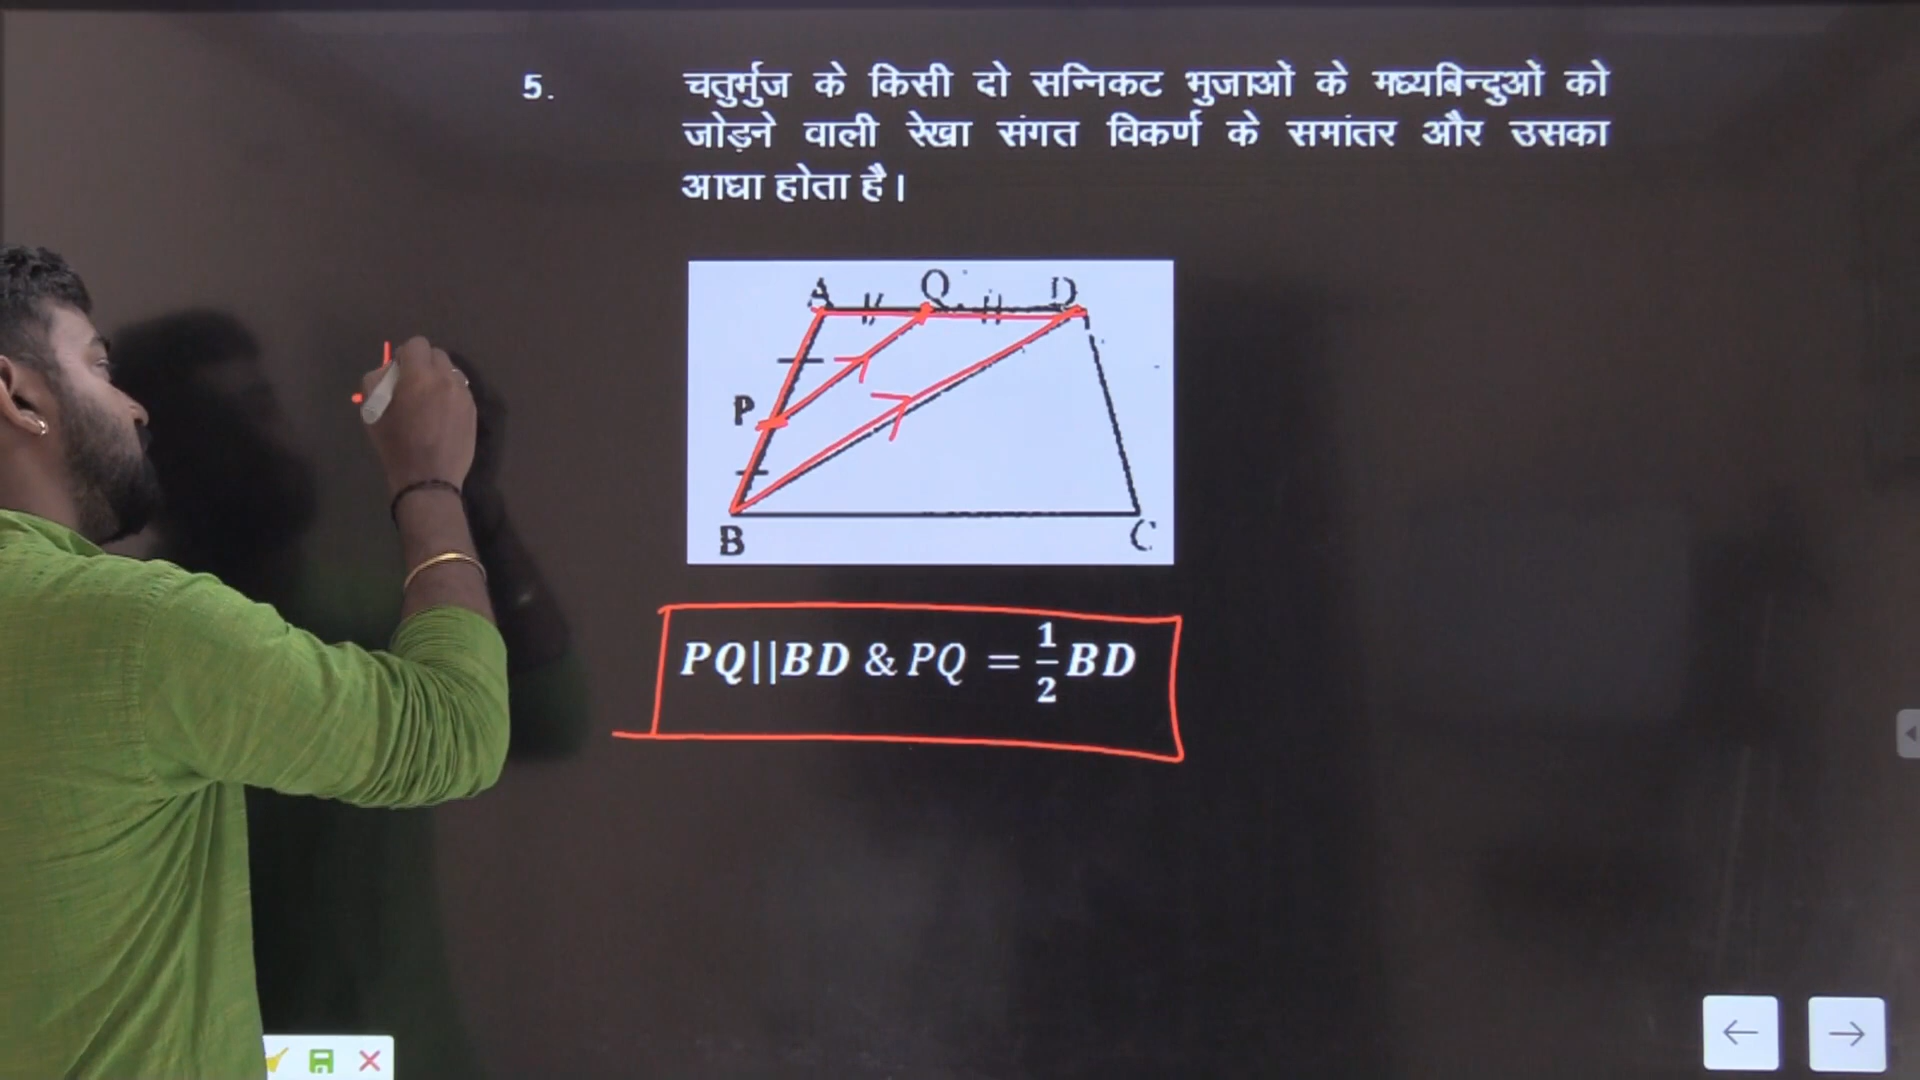 5. चतुर्भुज के किसी दो सन्निकट भुजाओं के मध्यबिन्दुओं को
जोड़ने वाली रेखा संगत विकर्ण के समांतर और उसका
आधा होता है।
A Q D
P
B C
PQ||BD & PQ = 1/2 BD